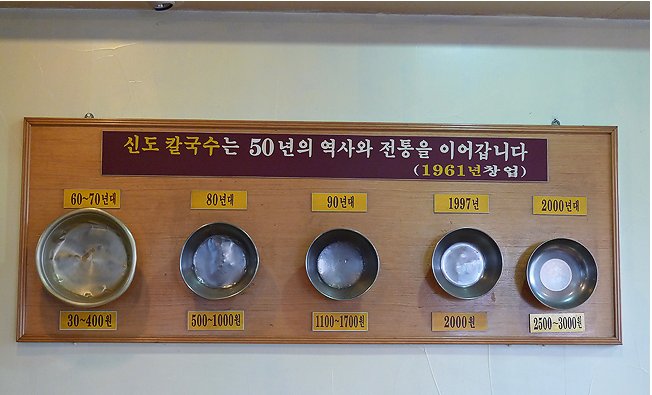 신도 칼국수는 50년의 역사와 전통을 이어갑니다
(1961년창업)
60~70년대 80년대 90년대 1997년 2000년대
30~400원 500~1000원 1100~1700원 2000원 2500~3000원